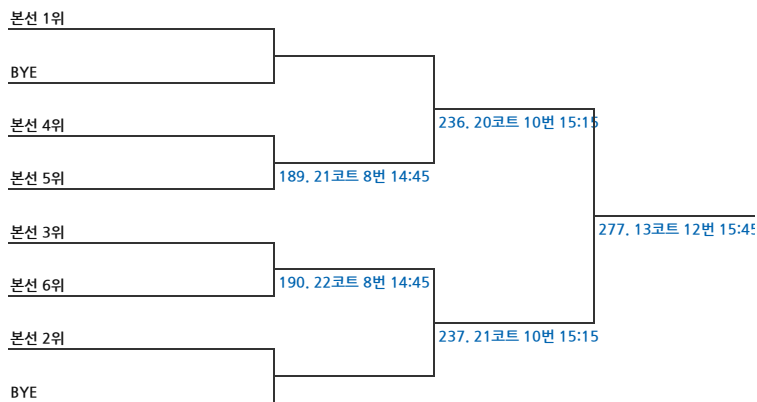 본선 1위
BYE
본선 4위
236, 20코트 10번 15:15
본선 5위
189, 21코트 8번 14:45
본선 3위
277, 13코트 12번 15:45
본선 6위
190, 22코트 8번 14:45
본선 2위
237, 21코트 10번 15:15
BYE